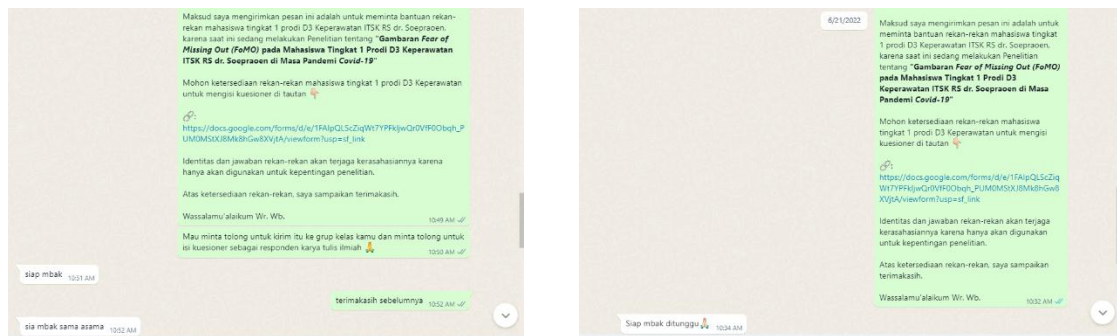 Maksud saya mengirimkan pesan ini adalah untuk meminta bantuan rekan-
rekan mahasiswa tingkat 1 prodi D3 Keperawatan ITSK RS dr. Soepraoen,
karena saat ini sedang melakukan Penelitian tentang "Gambaran Fear of
Missing Out (FoMO) pada Mahasiswa Tingkat 1 Prodi D3 Keperawatan
ITSK RS dr. Soepraoen di Masa Pandemi Covid-19"
Mohon ketersediaan rekan-rekan mahasiswa tingkat 1 prodi D3 Keperawatan
untuk mengisi kuesioner di tautan 👇🏻
🔗:
https://docs.google.com/forms/d/e/1FAIpQLScZiqWt7YPFkljwQr0VfF0Obqh_P
UM0MStXJ8Mk8hGw8XVjtA/viewform?usp=sf_link
Identitas dan jawaban rekan-rekan akan terjaga kerasahasiannya karena
hanya akan digunakan untuk kepentingan penelitian.
Atas ketersediaan rekan-rekan, saya sampaikan terimakasih.
Wassalamu'alaikum Wr. Wb.
10:49 AM
Mau minta tolong untuk kirim itu ke grup kelas kamu dan minta tolong untuk
isi kuesioner sebagai responden karya tulis ilmiah 🙏
10:50 AM
siap mbak 10:51 AM
terimakasih sebelumnya 10:52 AM
sia mbak sama asama 10:52 AM
6/21/2022
Maksud saya mengirimkan pesan ini adalah untuk
meminta bantuan rekan-rekan mahasiswa tingkat
1 prodi D3 Keperawatan ITSK RS dr. Soepraoen,
karena saat ini sedang melakukan Penelitian
tentang "Gambaran Fear of Missing Out (FoMO)
pada Mahasiswa Tingkat 1 Prodi D3
Keperawatan ITSK RS dr. Soepraoen di Masa
Pandemi Covid-19"
Mohon ketersediaan rekan-rekan mahasiswa
tingkat 1 prodi D3 Keperawatan untuk mengisi
kuesioner di tautan 👇🏻
🔗:
https://docs.google.com/forms/d/e/1FAIpQLScZiq
Wt7YPFkljwQr0VfF0Obqh_PUM0MStXJ8Mk8hGw8
XVjtA/viewform?usp=sf_link
Identitas dan jawaban rekan-rekan akan terjaga
kerasahasiannya karena hanya akan digunakan
untuk kepentingan penelitian.
Atas ketersediaan rekan-rekan, saya sampaikan
terimakasih.
Wassalamu'alaikum Wr. Wb.
10:32 AM
Siap mbak ditunggu🙏 10:34 AM